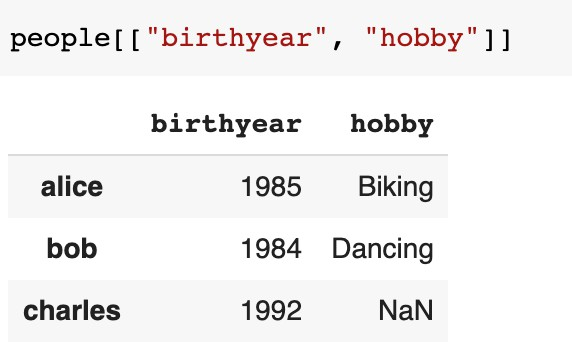 people[["birthyear", "hobby"]]
birthyear hobby
alice 1985 Biking
bob 1984 Dancing
charles 1992 NaN